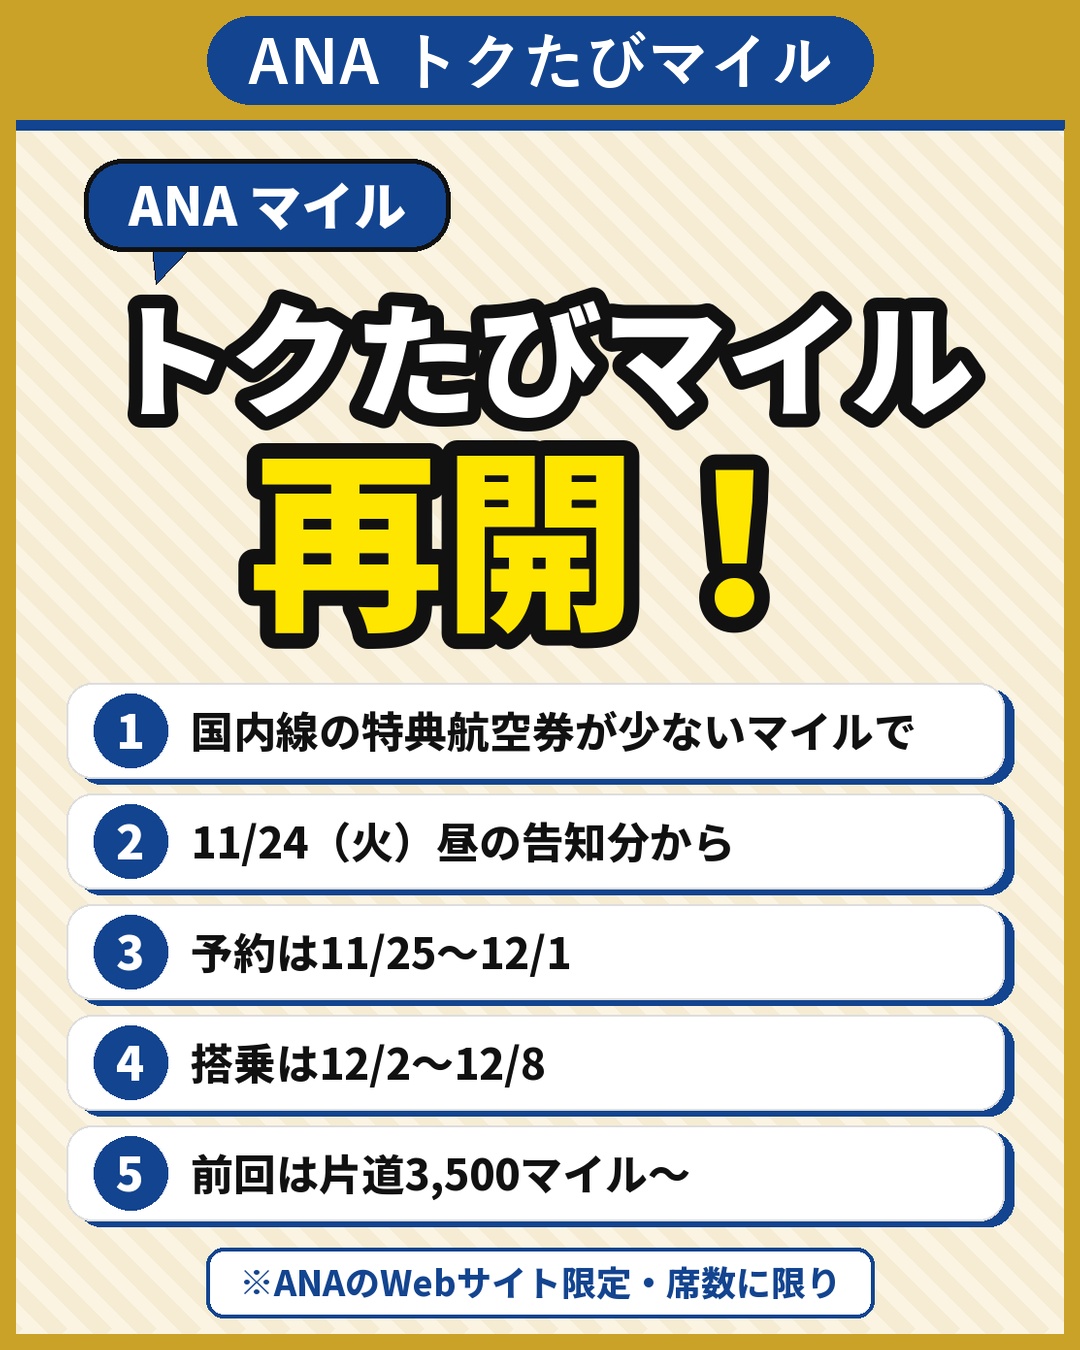 ANA トクたびマイル
ANA マイル
トクたびマイル
再開！
1 国内線の特典航空券が少ないマイルで
2 11/24（火）昼の告知分から
3 予約は11/25〜12/1
4 搭乗は12/2〜12/8
5 前回は片道3,500マイル〜
※ANAのWebサイト限定・席数に限り